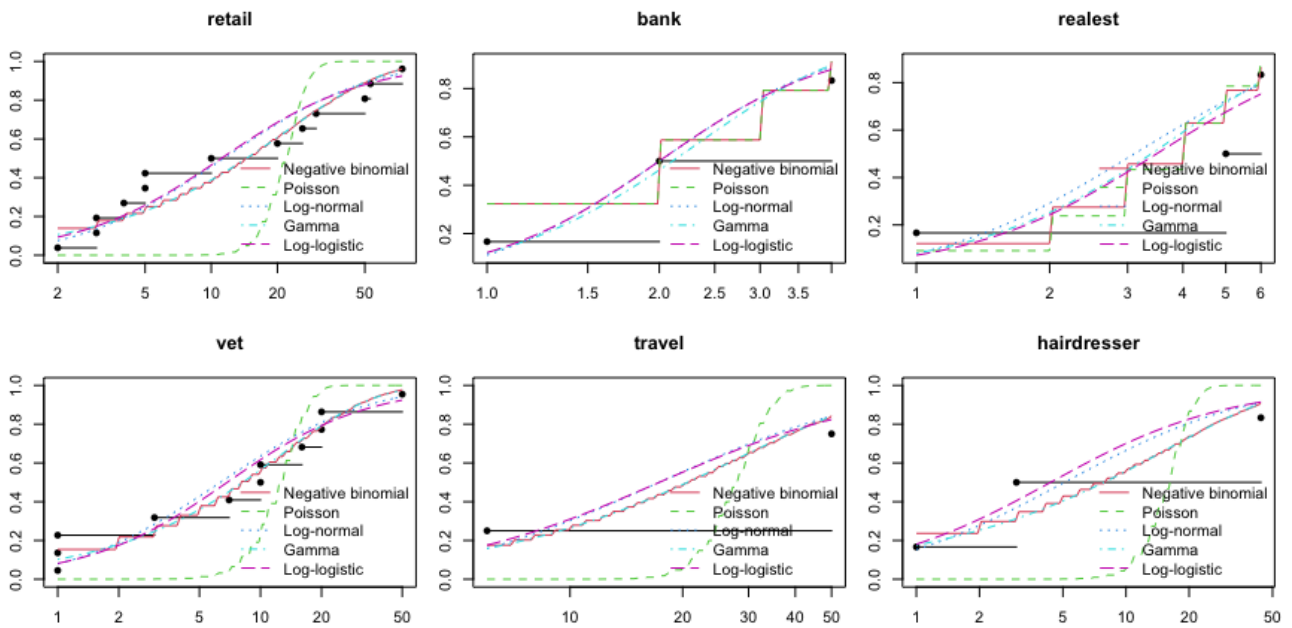 retail
bank
realest
1.0
0.8
0.6
0.4
0.2
0.0
Negative binomial
Poisson
Log-normal
Gamma
Log-logistic
2 5 10 20 50
0.8
0.6
0.4
0.2
Negative binomial
Poisson
Log-normal
Gamma
Log-logistic
1.0 1.5 2.0 2.5 3.0 3.5
0.8
0.6
0.4
0.2
Negative binomial
Poisson
Log-normal
Gamma
Log-logistic
1 2 3 4 5 6
vet
travel
hairdresser
1.0
0.8
0.6
0.4
0.2
0.0
Negative binomial
Poisson
Log-normal
Gamma
Log-logistic
1 2 5 10 20 50
1.0
0.8
0.6
0.4
0.2
0.0
Negative binomial
Poisson
Log-normal
Gamma
Log-logistic
10 20 30 40 50
1.0
0.8
0.6
0.4
0.2
0.0
Negative binomial
Poisson
Log-normal
Gamma
Log-logistic
1 2 5 10 20 50